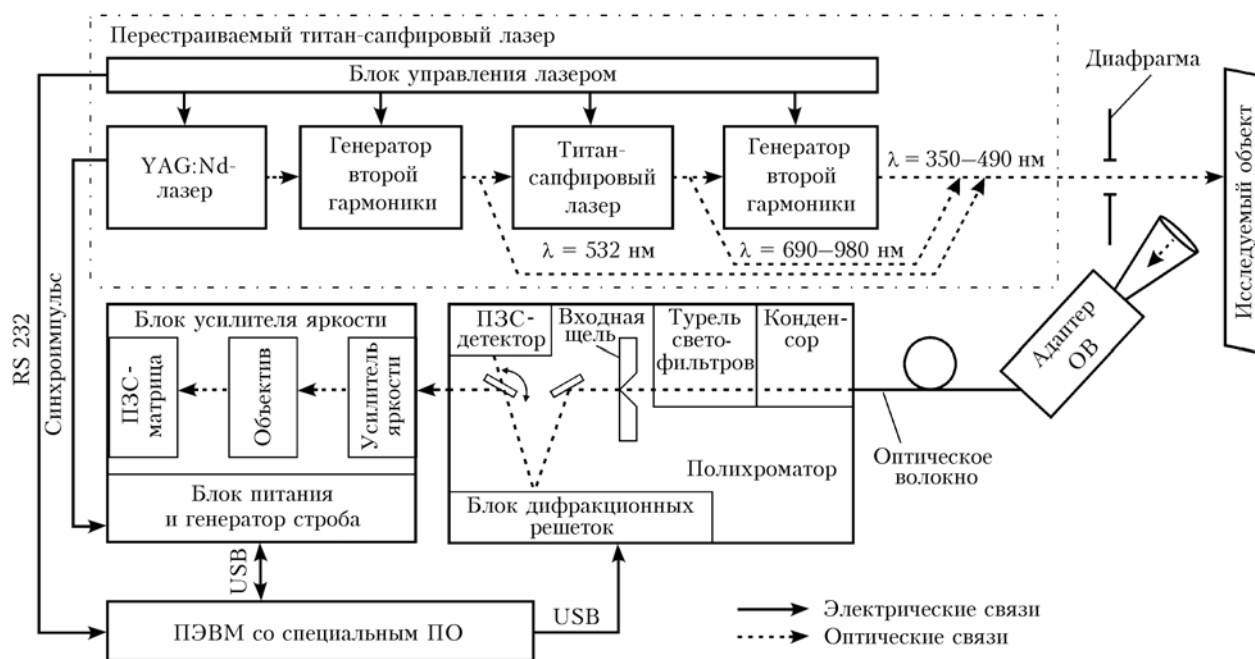 Перестраиваемый титан-сапфировый лазер
Блок управления лазером
YAG:Nd-
лазер
Генератор
второй
гармоники
Титан-
сапфировый
лазер
Генератор
второй
гармоники
λ = 350–490 нм
λ = 532 нм
λ = 690–980 нм
Диафрагма
Исследуемый объект
RS 232
Синхроимпульс
Блок усилителя яркости
ПЗС-
матрица
Объектив
Усилитель
яркости
Блок питания
и генератор строба
ПЗС-
детектор
Входная
щель
Турель
свето-
фильтров
Конден-
сор
Полихроматор
Блок дифракционных
решеток
Адаптер
ОВ
Оптическое
волокно
USB
ПЭВМ со специальным ПО
USB
Электрические связи
Оптические связи